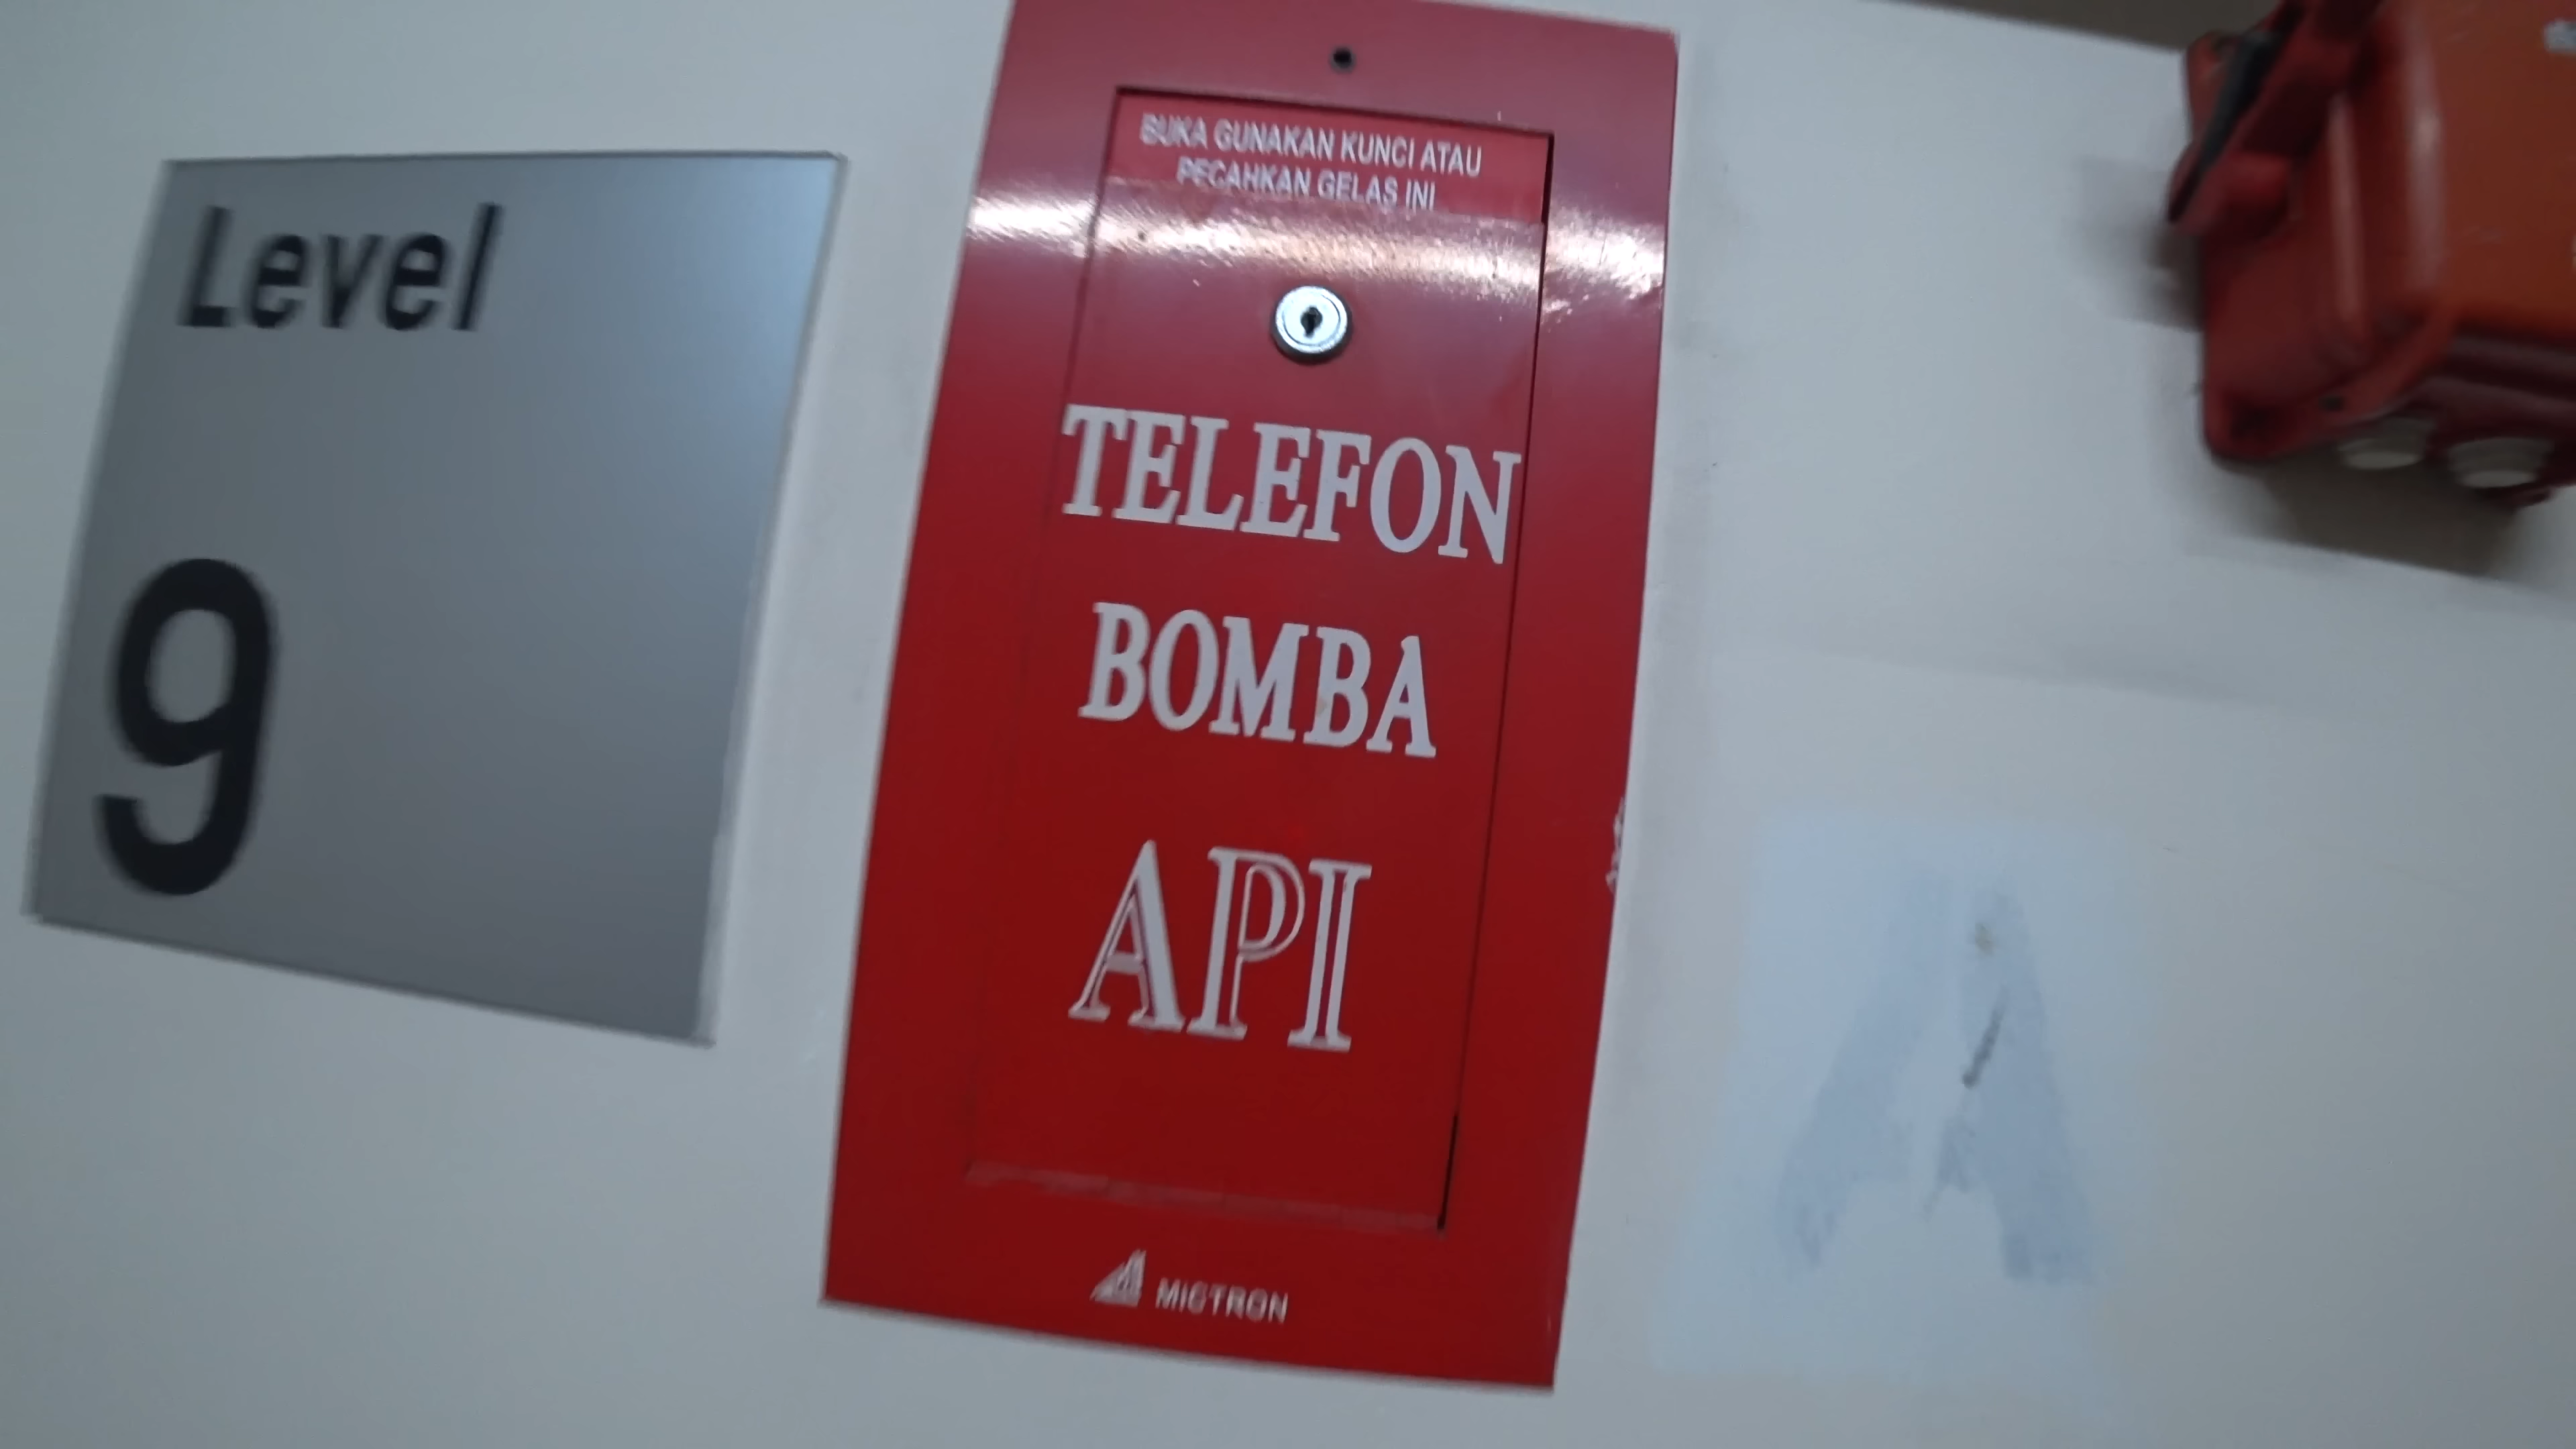 Level
9
BUKA GUNAKAN KUNCI ATAU
PECAHKAN GELAS INI
TELEFON
BOMBA
API
MICTRON
A